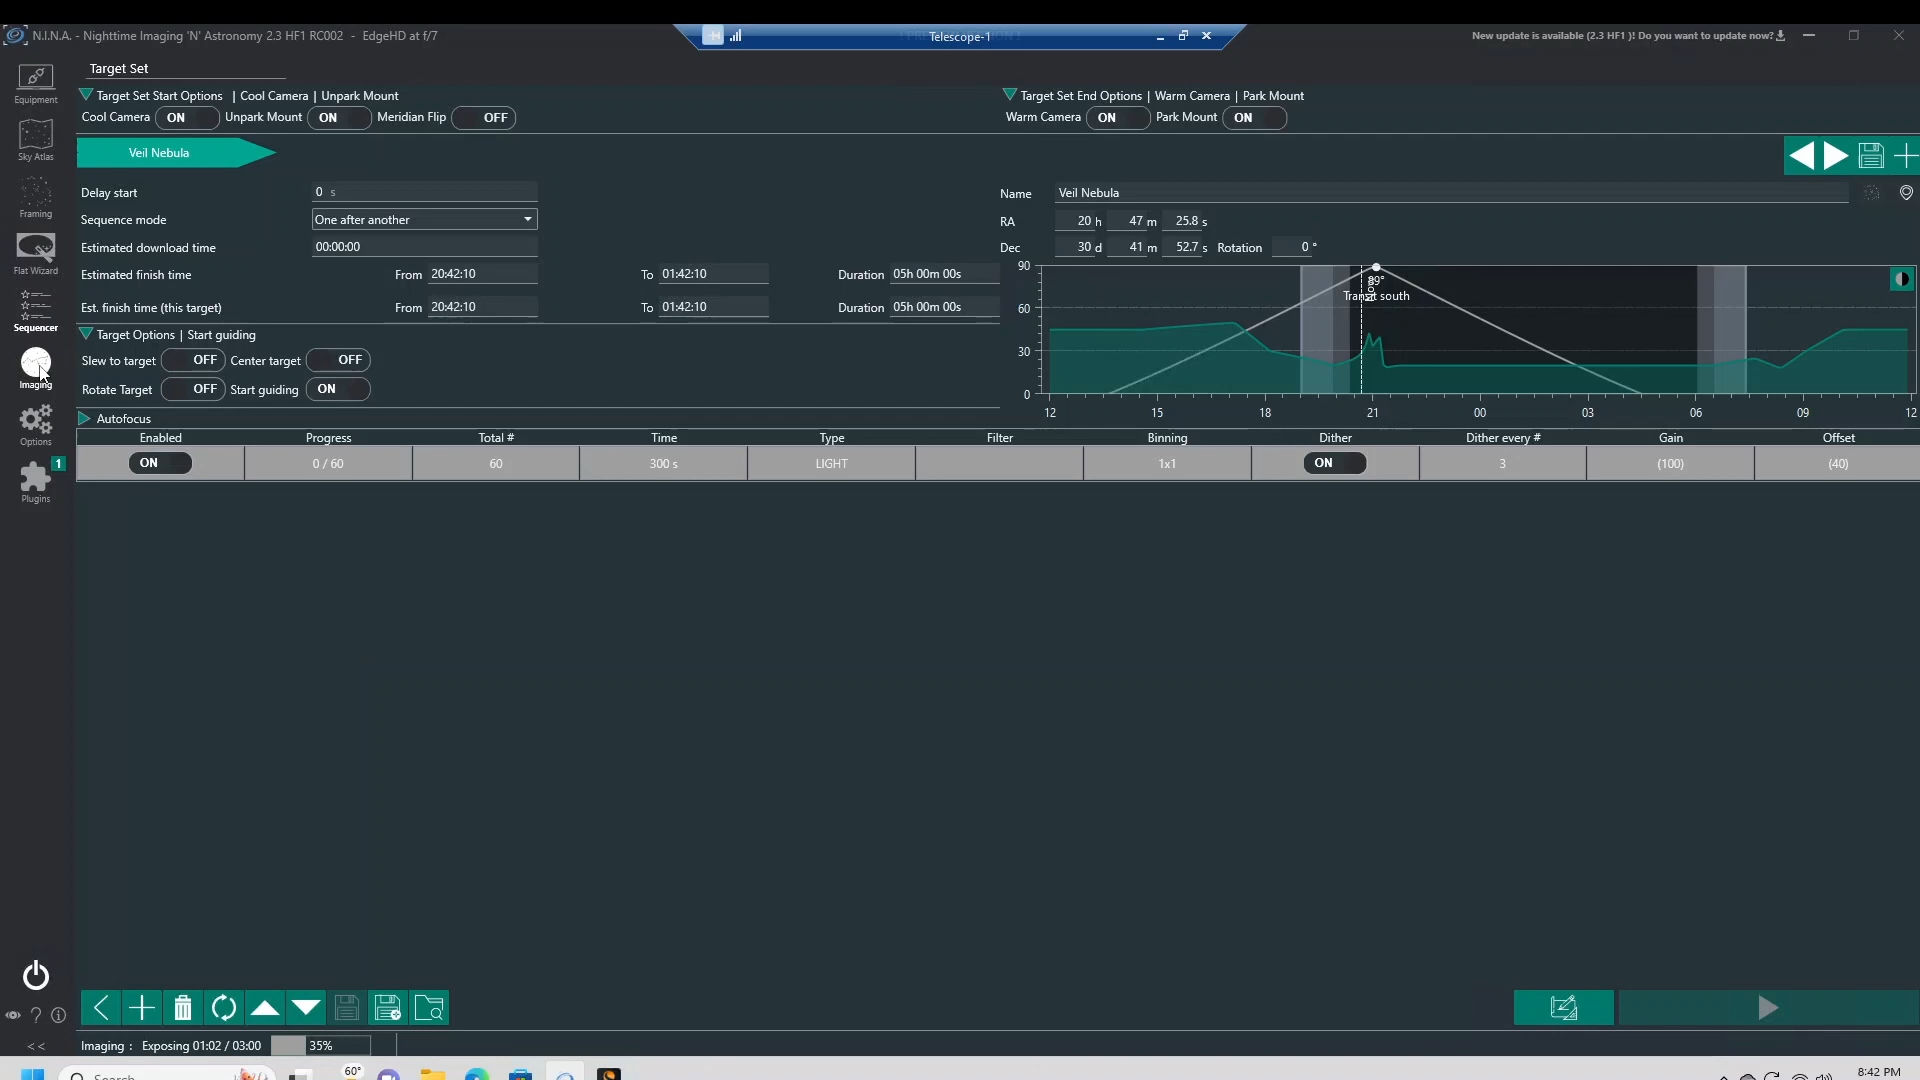 N.I.N.A. - Nighttime Imaging 'N' Astronomy 2.3 HF1 RC002 - EdgeHD at f/7
Telescope-1
New update is available (2.3 HF1 )! Do you want to update now?
Equipment
Sky Atlas
Framing
Flat Wizard
Sequencer
Imaging
Options
1
Plugins
Target Set
Target Set Start Options | Cool Camera | Unpark Mount
Cool Camera ON Unpark Mount ON Meridian Flip OFF
Target Set End Options | Warm Camera | Park Mount
Warm Camera ON Park Mount ON
Veil Nebula
Delay start 0 s
Sequence mode One after another
Estimated download time 00:00:00
Estimated finish time From 20:42:10 To 01:42:10 Duration 05h 00m 00s
Est. finish time (this target) From 20:42:10 To 01:42:10 Duration 05h 00m 00s
Target Options | Start guiding
Slew to target OFF Center target OFF
Rotate Target OFF Start guiding ON
Name Veil Nebula
RA 20 h 47 m 25.8 s
Dec 30 d 41 m 52.7 s Rotation 0 °
90
60
30
0
89°
Transit south
12 15 18 21 00 03 06 09 12
Autofocus
Enabled Progress Total # Time Type Filter Binning Dither Dither every # Gain Offset
ON 0 / 60 60 300 s LIGHT 1x1 ON 3 (100) (40)
<<
Imaging : Exposing 01:02 / 03:00 35%
Search
60°
8:42 PM